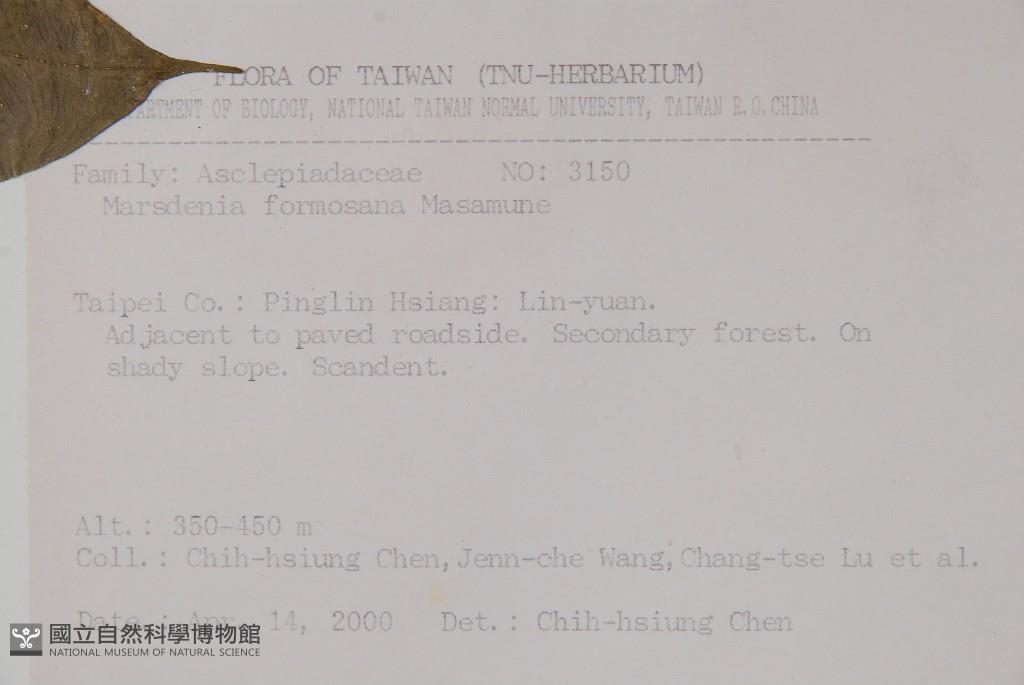 FLORA OF TAIWAN (TNU-HERBARIUM)
DEPARTMENT OF BIOLOGY, NATIONAL TAIWAN NORMAL UNIVERSITY, TAIWAN R.O.CHINA
Family: Asclepiadaceae NO: 3150
Marsdenia formosana Masamune
Taipei Co.: Pinglin Hsiang: Lin-yuan.
Adjacent to paved roadside. Secondary forest. On
shady slope. Scandent.
Alt.: 350-450 m
Coll.: Chih-hsiung Chen, Jenn-che Wang, Chang-tse Lu et al.
Date.: Apr. 14, 2000 Det.: Chih-hsiung Chen
國立自然科學博物館
NATIONAL MUSEUM OF NATURAL SCIENCE